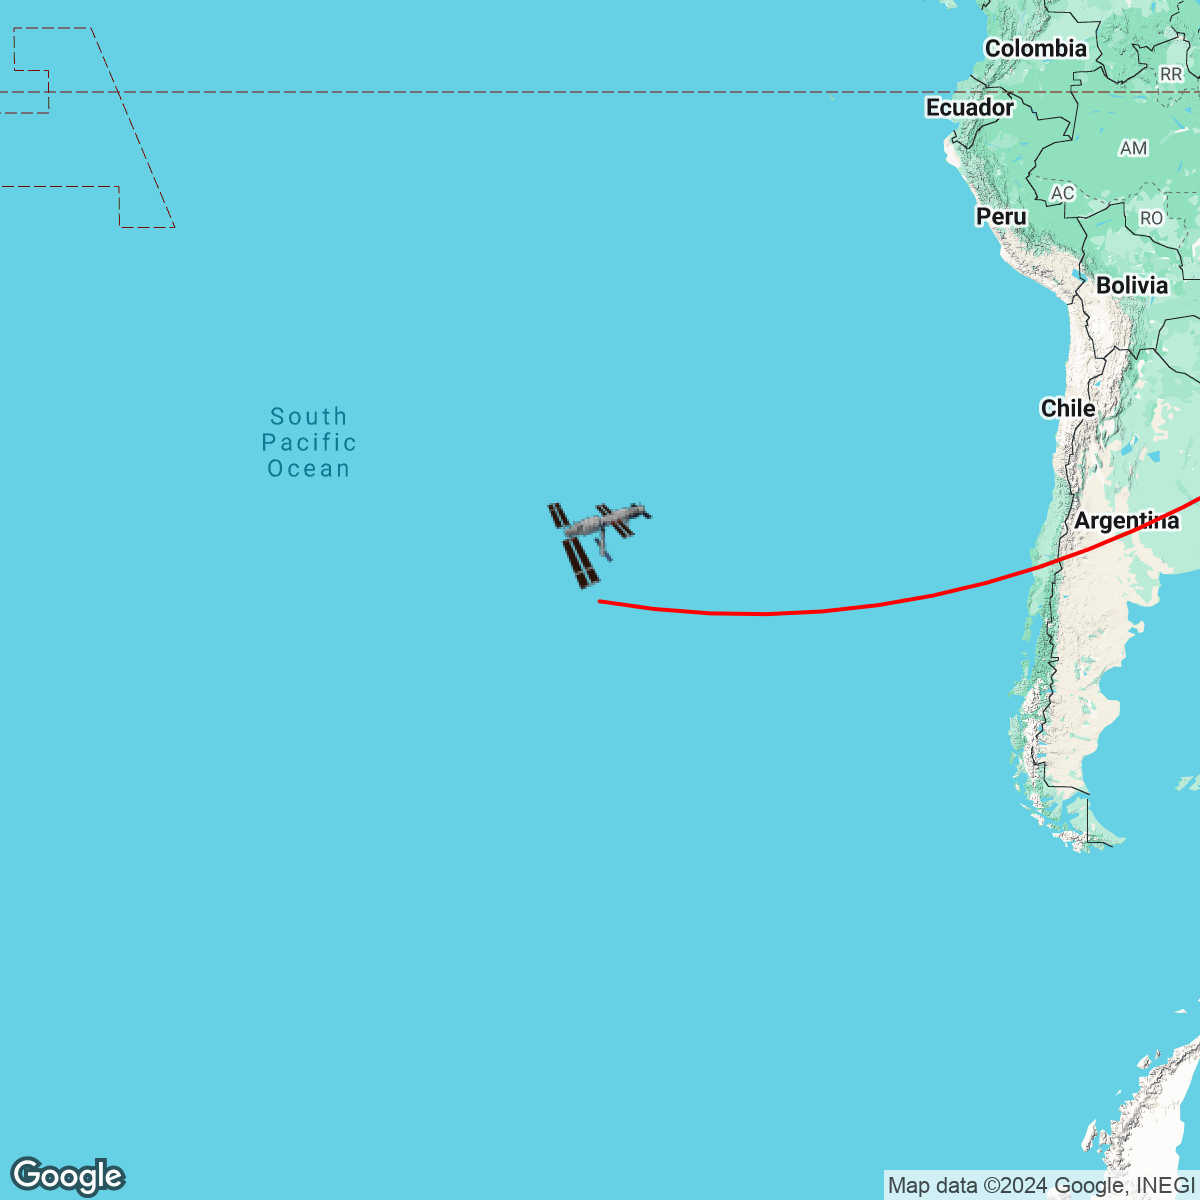 Colombia
RR
Ecuador
AM
AC
Peru
RO
Bolivia
Chile
South
Pacific
Ocean
Argentina
Google
Map data ©2024 Google, INEGI